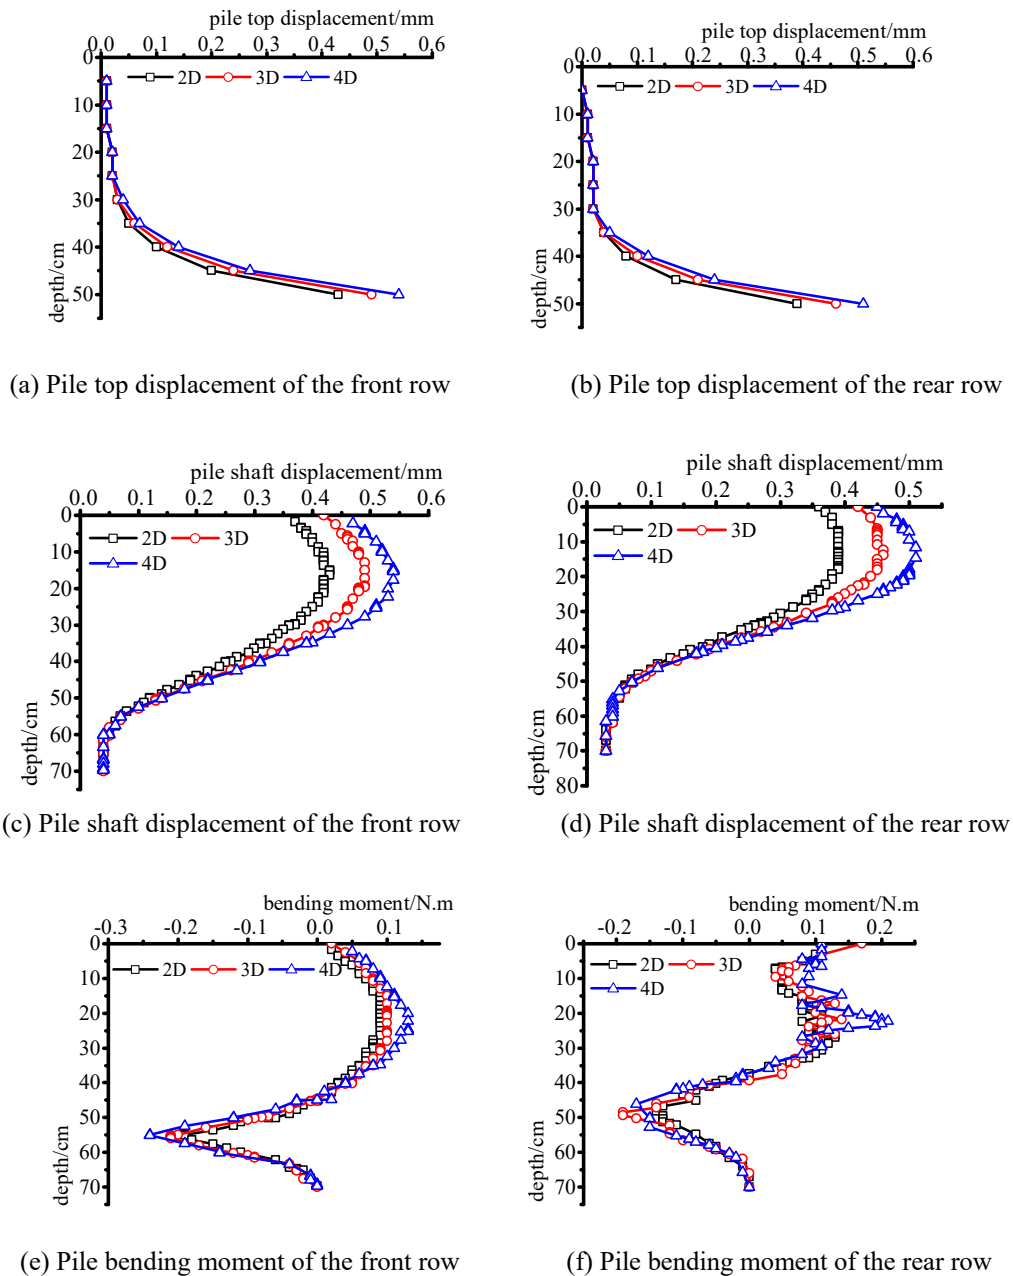 pile top displacement/mm
0.0 0.1 0.2 0.3 0.4 0.5 0.6
0
2D 3D 4D
10
20
30
40
50
depth/cm
(a) Pile top displacement of the front row
pile top displacement/mm
0.0 0.1 0.2 0.3 0.4 0.5 0.6
0
2D 3D 4D
10
20
30
40
50
depth/cm
(b) Pile top displacement of the rear row
pile shaft displacement/mm
0.0 0.1 0.2 0.3 0.4 0.5 0.6
0
2D 3D
4D
10
20
30
40
50
60
70
depth/cm
(c) Pile shaft displacement of the front row
pile shaft displacement/mm
0.0 0.1 0.2 0.3 0.4 0.5
0
2D 3D
4D
10
20
30
40
50
60
70
80
depth/cm
(d) Pile shaft displacement of the rear row
bending moment/N.m
-0.3 -0.2 -0.1 0.0 0.1
0
2D 3D 4D
10
20
30
40
50
60
70
depth/cm
(e) Pile bending moment of the front row
bending moment/N.m
-0.2 -0.1 0.0 0.1 0.2
0
2D 3D
4D
10
20
30
40
50
60
70
depth/cm
(f) Pile bending moment of the rear row